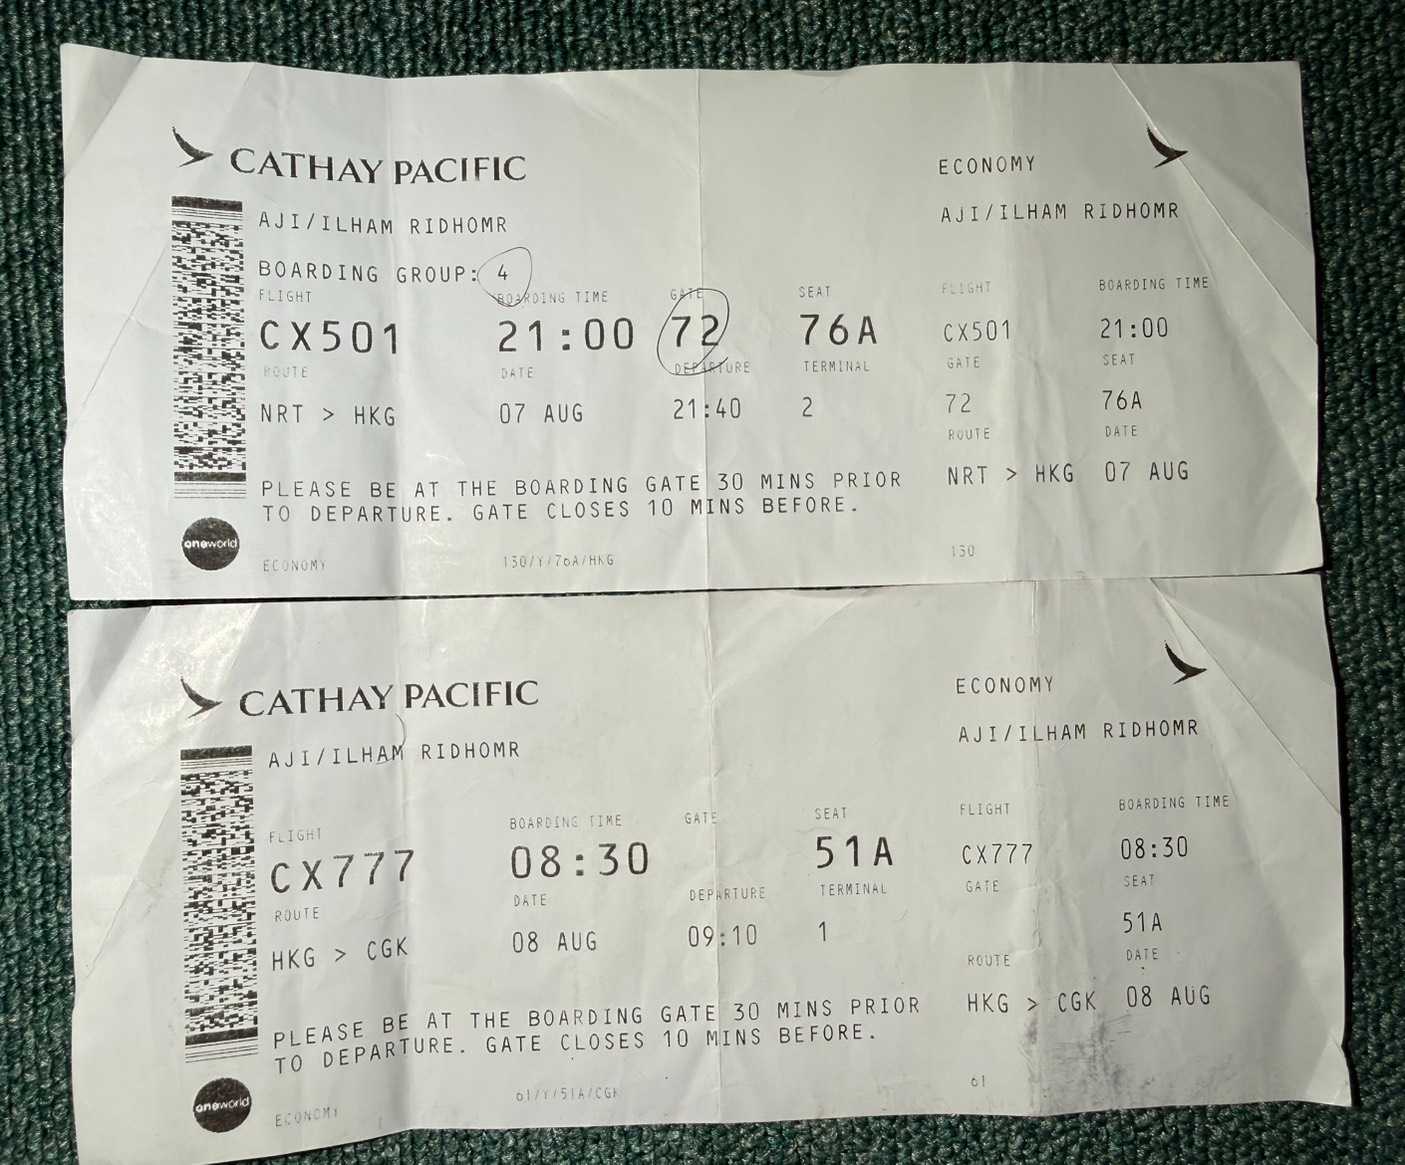 CATHAY PACIFIC
ECONOMY
AJI/ILHAM RIDHOMR
AJI/ILHAM RIDHOMR
BOARDING GROUP: 4
FLIGHT BOARDING TIME GATE SEAT
FLIGHT BOARDING TIME
CX501 21:00 72 76A
CX501 21:00
ROUTE DATE DEPARTURE TERMINAL
GATE SEAT
NRT > HKG 07 AUG 21:40 2
72 76A
ROUTE DATE
NRT > HKG 07 AUG
PLEASE BE AT THE BOARDING GATE 30 MINS PRIOR
TO DEPARTURE. GATE CLOSES 10 MINS BEFORE.
oneworld
ECONOMY 130/Y/76A/HKG
130
CATHAY PACIFIC
ECONOMY
AJI/ILHAM RIDHOMR
AJI/ILHAM RIDHOMR
FLIGHT BOARDING TIME GATE SEAT
FLIGHT BOARDING TIME
CX777 08:30 51A
CX777 08:30
ROUTE DATE DEPARTURE TERMINAL
GATE SEAT
HKG > CGK 08 AUG 09:10 1
51A
ROUTE DATE
HKG > CGK 08 AUG
PLEASE BE AT THE BOARDING GATE 30 MINS PRIOR
TO DEPARTURE. GATE CLOSES 10 MINS BEFORE.
oneworld
ECONOMY 61/Y/51A/CGK
61